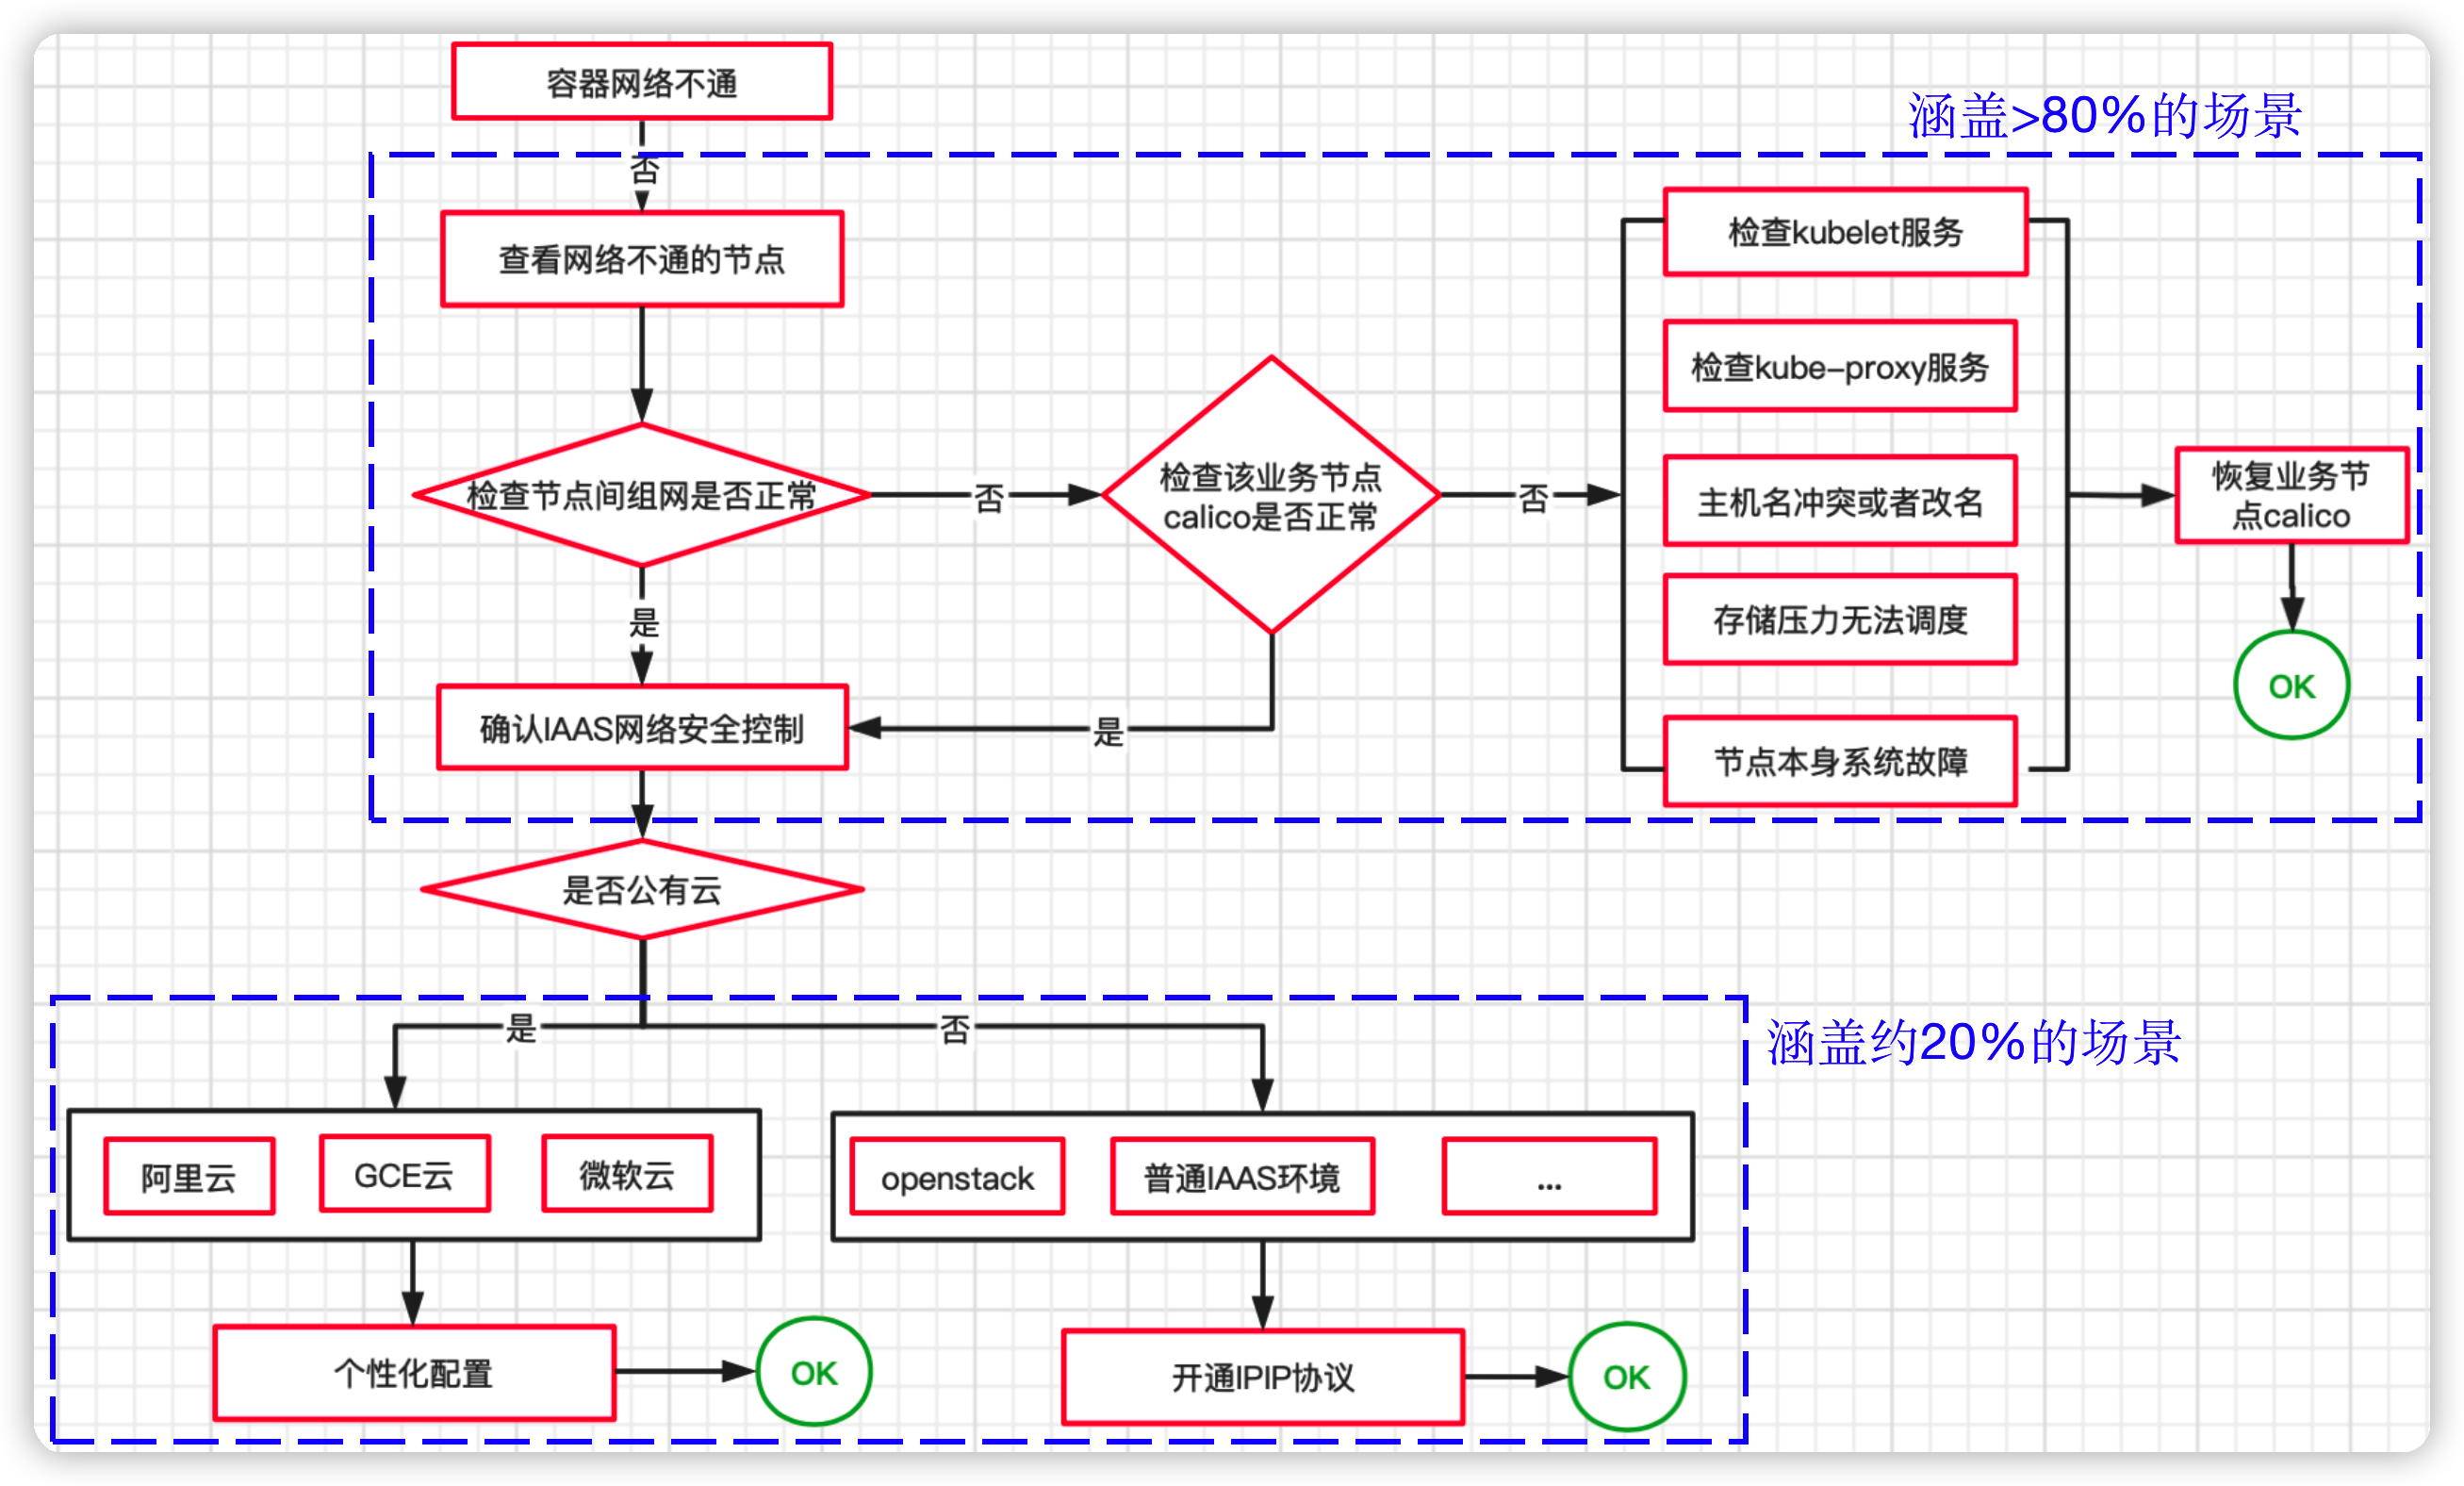 容器网络不通
涵盖>80%的场景
否
查看网络不通的节点
检查kubelet服务
检查kube-proxy服务
检查节点间组网是否正常
否
检查该业务节点
calico是否正常
否
主机名冲突或者改名
恢复业务节
点calico
是
存储压力无法调度
OK
确认IAAS网络安全控制
是
节点本身系统故障
是否公有云
是
否
涵盖约20%的场景
阿里云
GCE云
微软云
openstack
普通IAAS环境
...
个性化配置
OK
开通IPIP协议
OK